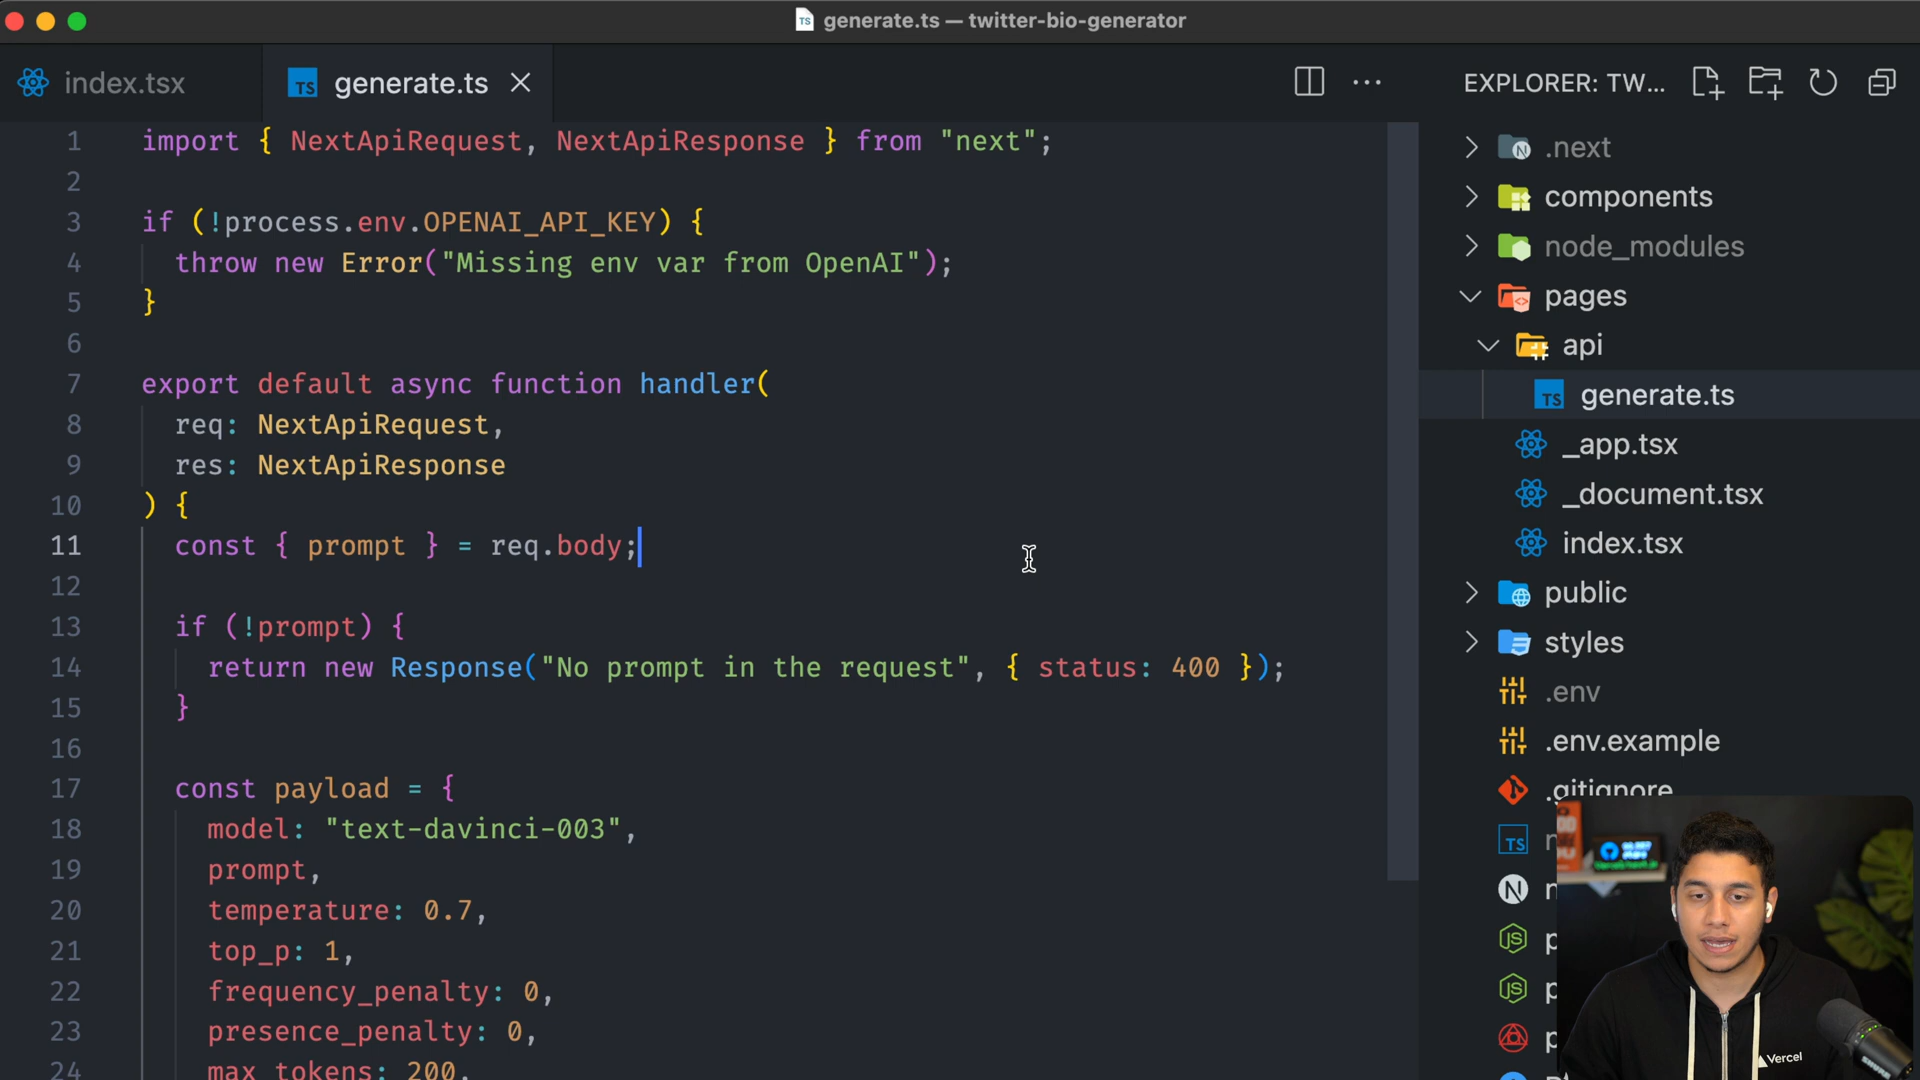 generate.ts — twitter-bio-generator
index.tsx
generate.ts
EXPLORER: TW...
1 import { NextApiRequest, NextApiResponse } from "next";
2
3 if (!process.env.OPENAI_API_KEY) {
4 throw new Error("Missing env var from OpenAI");
5 }
6
7 export default async function handler(
8 req: NextApiRequest,
9 res: NextApiResponse
10 ) {
11 const { prompt } = req.body;
12
13 if (!prompt) {
14 return new Response("No prompt in the request", { status: 400 });
15 }
16
17 const payload = {
18 model: "text-davinci-003",
19 prompt,
20 temperature: 0.7,
21 top_p: 1,
22 frequency_penalty: 0,
23 presence_penalty: 0,
24 max_tokens: 200,
.next
components
node_modules
pages
api
generate.ts
_app.tsx
_document.tsx
index.tsx
public
styles
.env
.env.example
.gitignore
Vercel